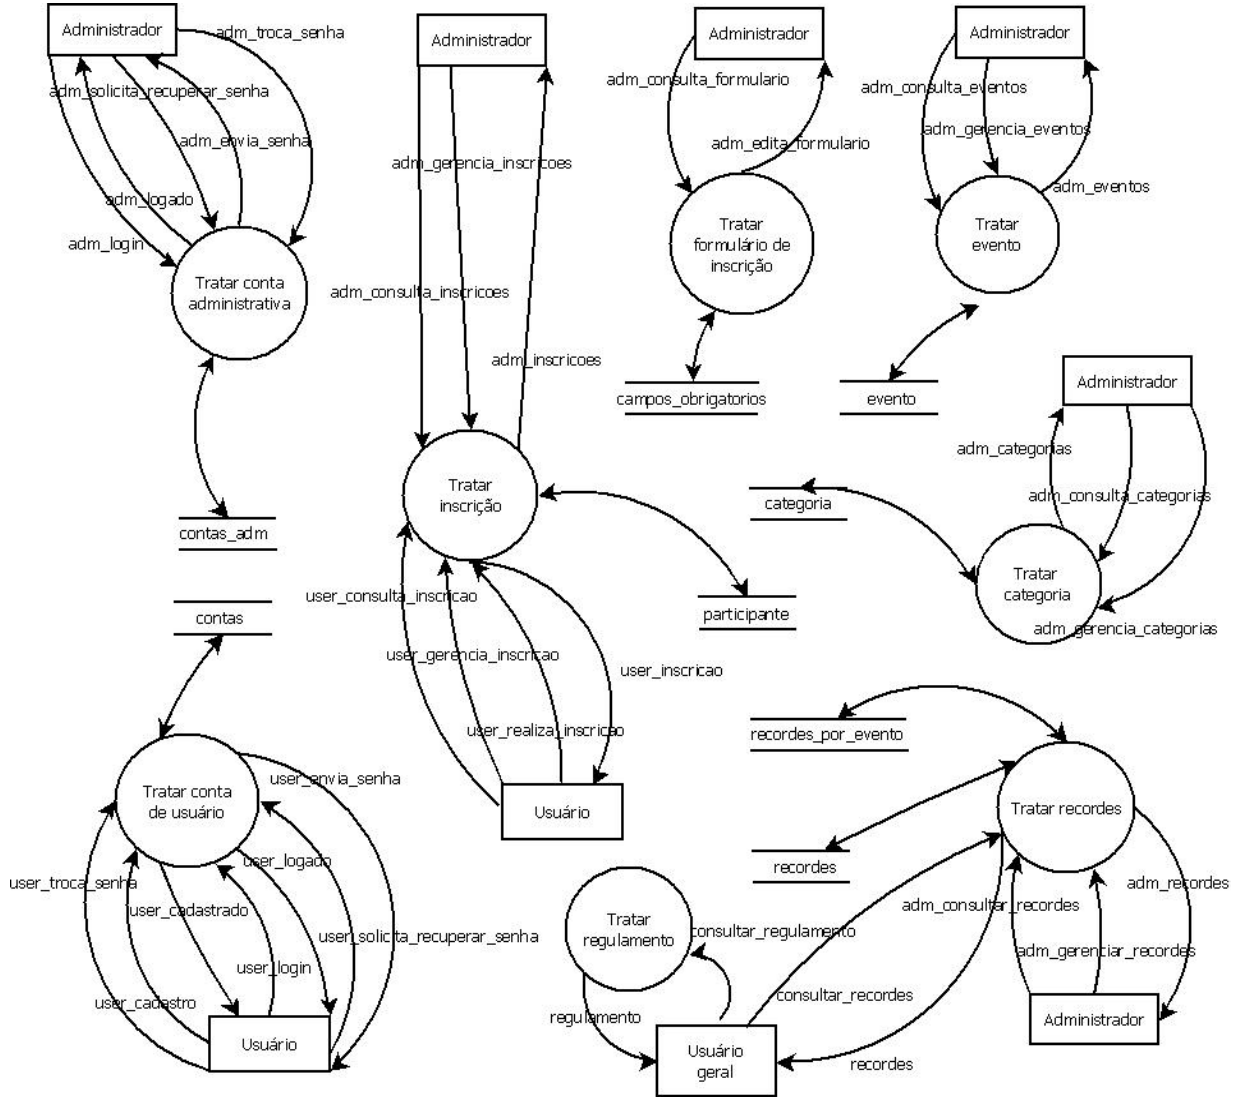 Administrador
adm_troca_senha
adm_solicita_recuperar_senha
adm_envia_senha
adm_logado
adm_login
Tratar conta
administrativa
contas_adm
Administrador
adm_gerencia_inscricoes
adm_consulta_inscricoes
adm_inscricoes
Tratar
inscrição
participante
user_consulta_inscricao
user_gerencia_inscricao
user_inscricao
user_realiza_inscricao
Usuário
Administrador
adm_consulta_formulario
adm_edita_formulario
Tratar
formulário de
inscrição
campos_obrigatorios
Administrador
adm_consulta_eventos
adm_gerencia_eventos
adm_eventos
Tratar
evento
evento
Administrador
adm_categorias
adm_consulta_categorias
categoria
Tratar
categoria
adm_gerencia_categorias
contas
Tratar conta
de usuário
user_envia_senha
user_logado
user_troca_senha
user_cadastrado
user_solicita_recuperar_senha
user_login
user_cadastro
Usuário
recordes_por_evento
Tratar recordes
recordes
adm_recordes
adm_consultar_recordes
adm_gerenciar_recordes
Administrador
Tratar
regulamento
consultar_regulamento
consultar_recordes
regulamento
Usuário
geral
recordes